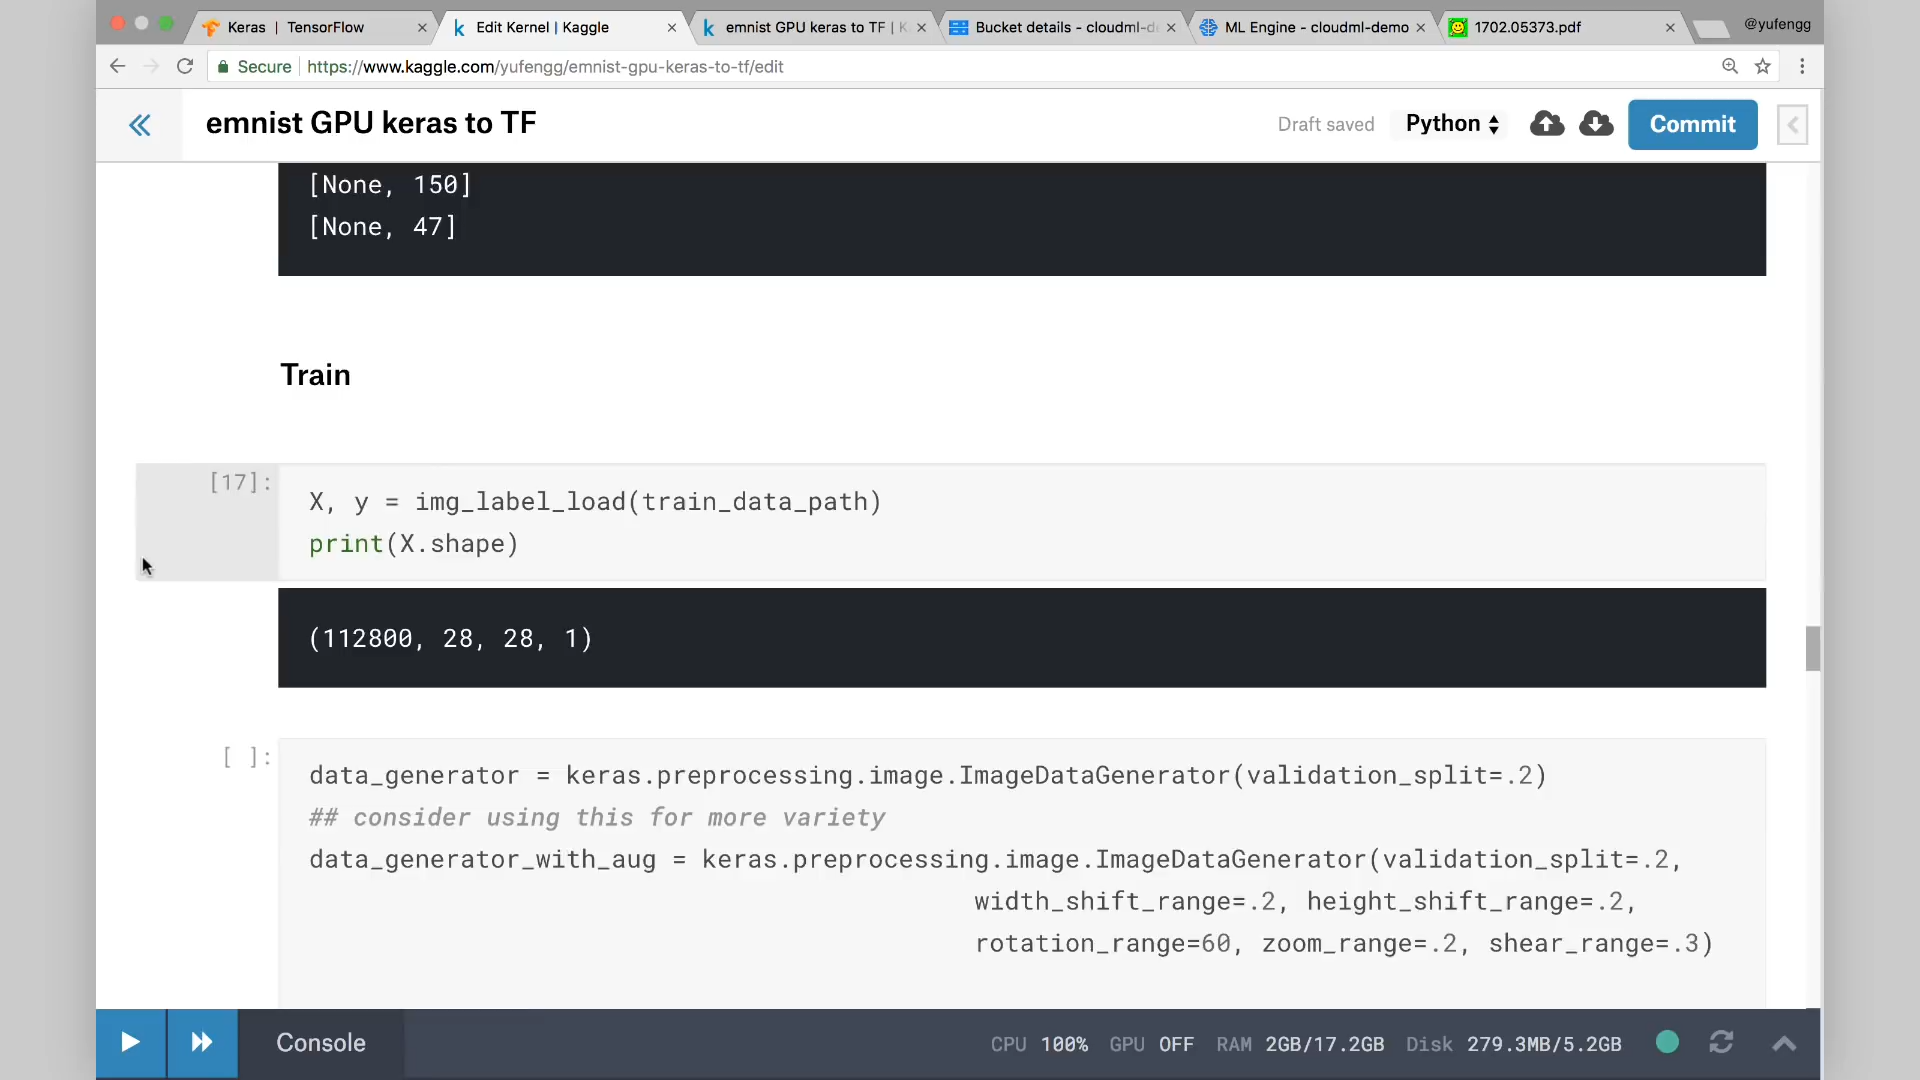 Keras | TensorFlow
Edit Kernel | Kaggle
emnist GPU keras to TF | K
Bucket details - cloudml-de
ML Engine - cloudml-demo
1702.05373.pdf
@yufengg
Secure https://www.kaggle.com/yufengg/emnist-gpu-keras-to-tf/edit
emnist GPU keras to TF
Draft saved
Python
Commit
[None, 150]
[None, 47]
Train
[17]:
X, y = img_label_load(train_data_path)
print(X.shape)
(112800, 28, 28, 1)
[ ]:
data_generator = keras.preprocessing.image.ImageDataGenerator(validation_split=.2)
## consider using this for more variety
data_generator_with_aug = keras.preprocessing.image.ImageDataGenerator(validation_split=.2,
width_shift_range=.2, height_shift_range=.2,
rotation_range=60, zoom_range=.2, shear_range=.3)
Console
CPU 100% GPU OFF RAM 2GB/17.2GB Disk 279.3MB/5.2GB